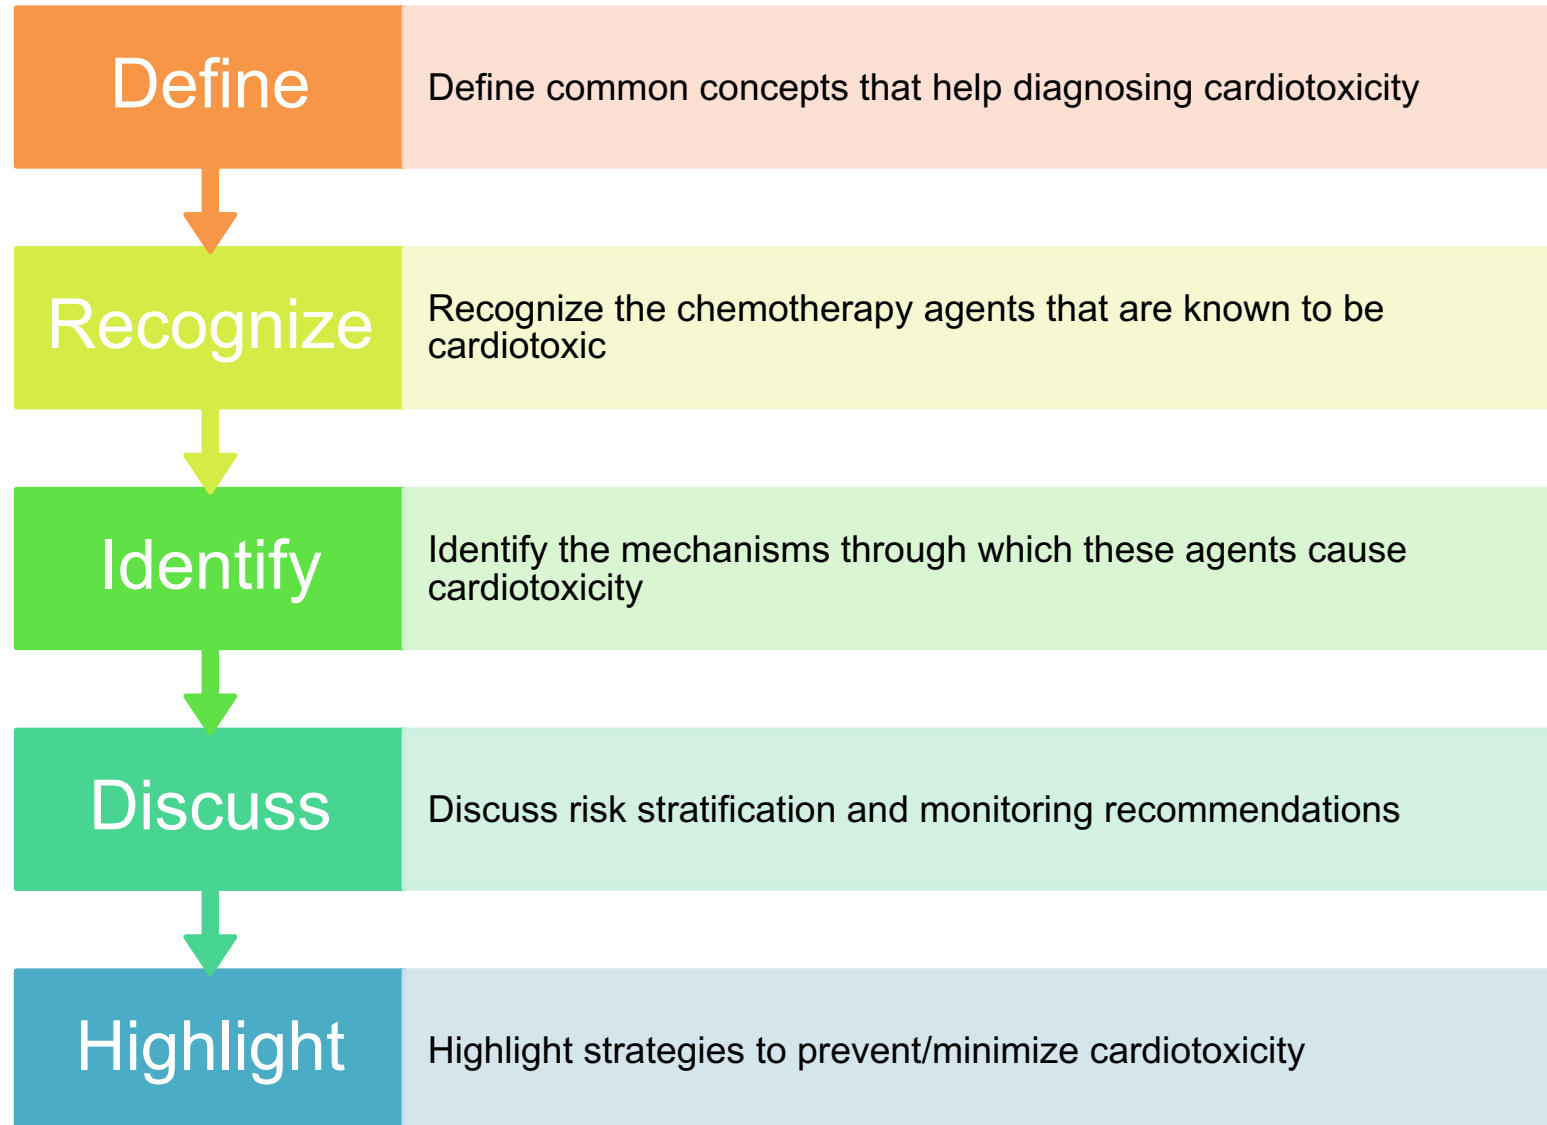 Define
Define common concepts that help diagnosing cardiotoxicity
Recognize
Recognize the chemotherapy agents that are known to be
cardiotoxic
Identify
Identify the mechanisms through which these agents cause
cardiotoxicity
Discuss
Discuss risk stratification and monitoring recommendations
Highlight
Highlight strategies to prevent/minimize cardiotoxicity